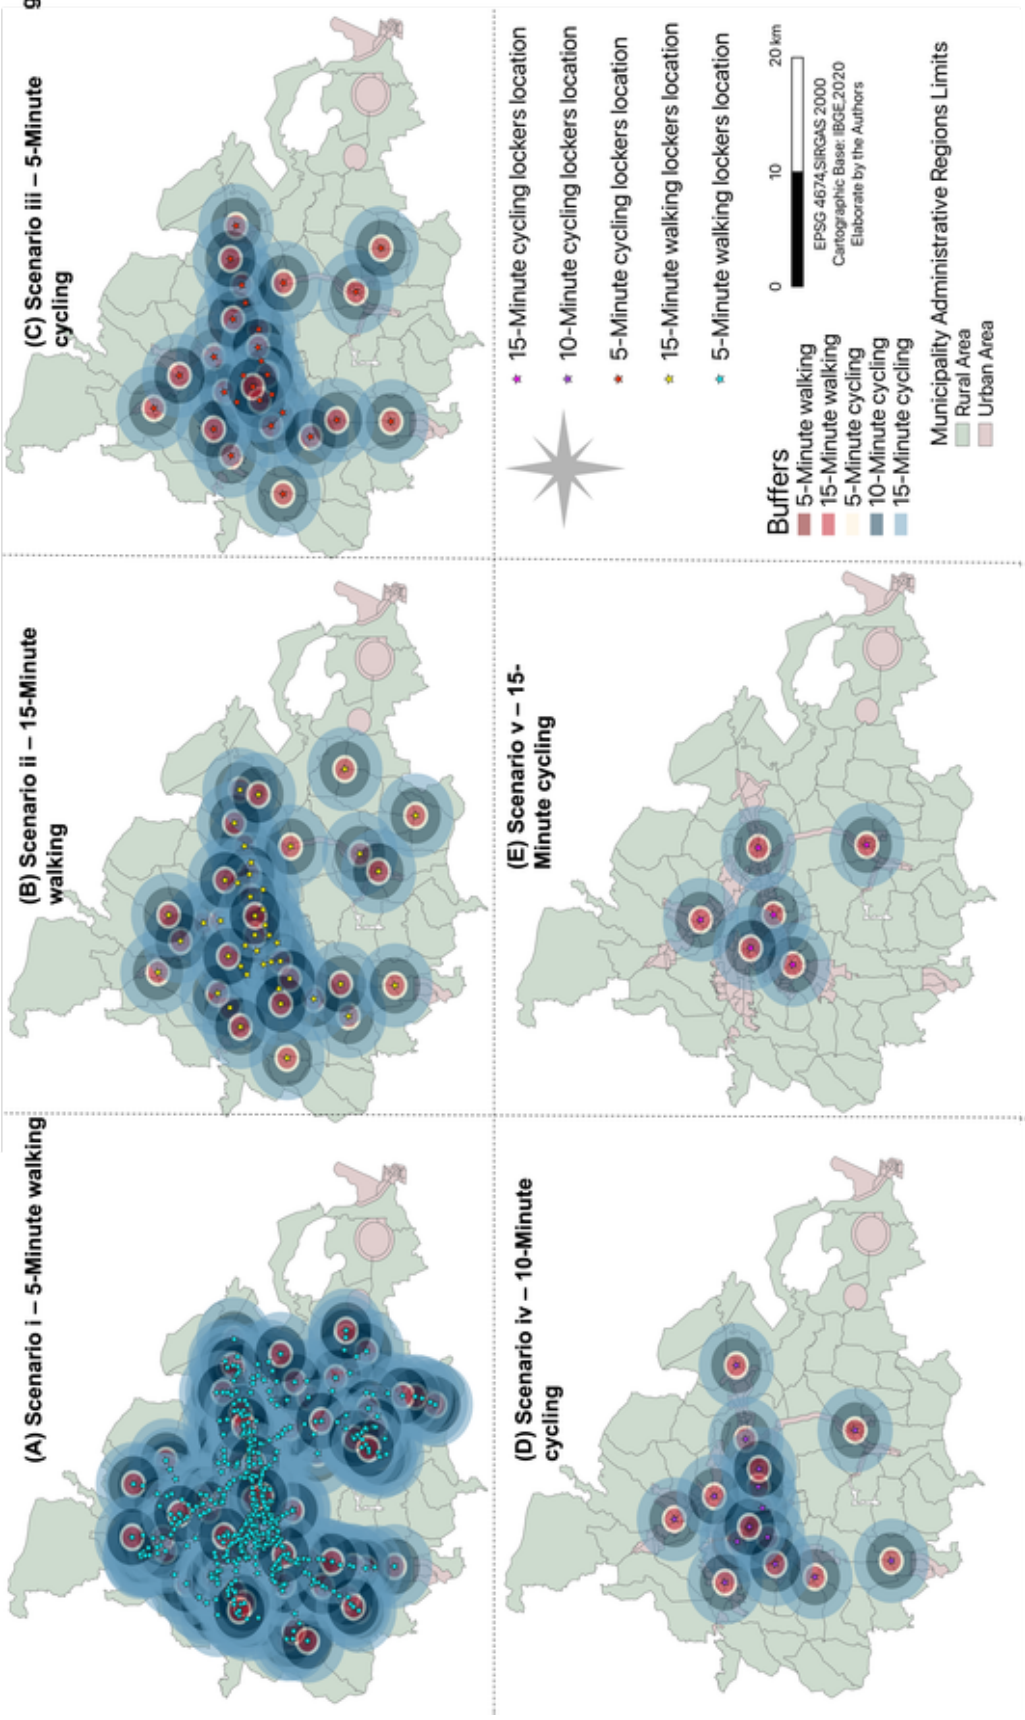 (A) Scenario i – 5-Minute walking
(B) Scenario ii – 15-Minute
walking
(C) Scenario iii – 5-Minute
cycling
(D) Scenario iv – 10-Minute
cycling
(E) Scenario v – 15-
Minute cycling
15-Minute cycling lockers location
10-Minute cycling lockers location
5-Minute cycling lockers location
15-Minute walking lockers location
5-Minute walking lockers location
Buffers
5-Minute walking
15-Minute walking
5-Minute cycling
10-Minute cycling
15-Minute cycling
0 10 20 km
EPSG 4674,SIRGAS 2000
Cartographic Base: IBGE,2020
Elaborate by the Authors
Municipality Administrative Regions Limits
Rural Area
Urban Area